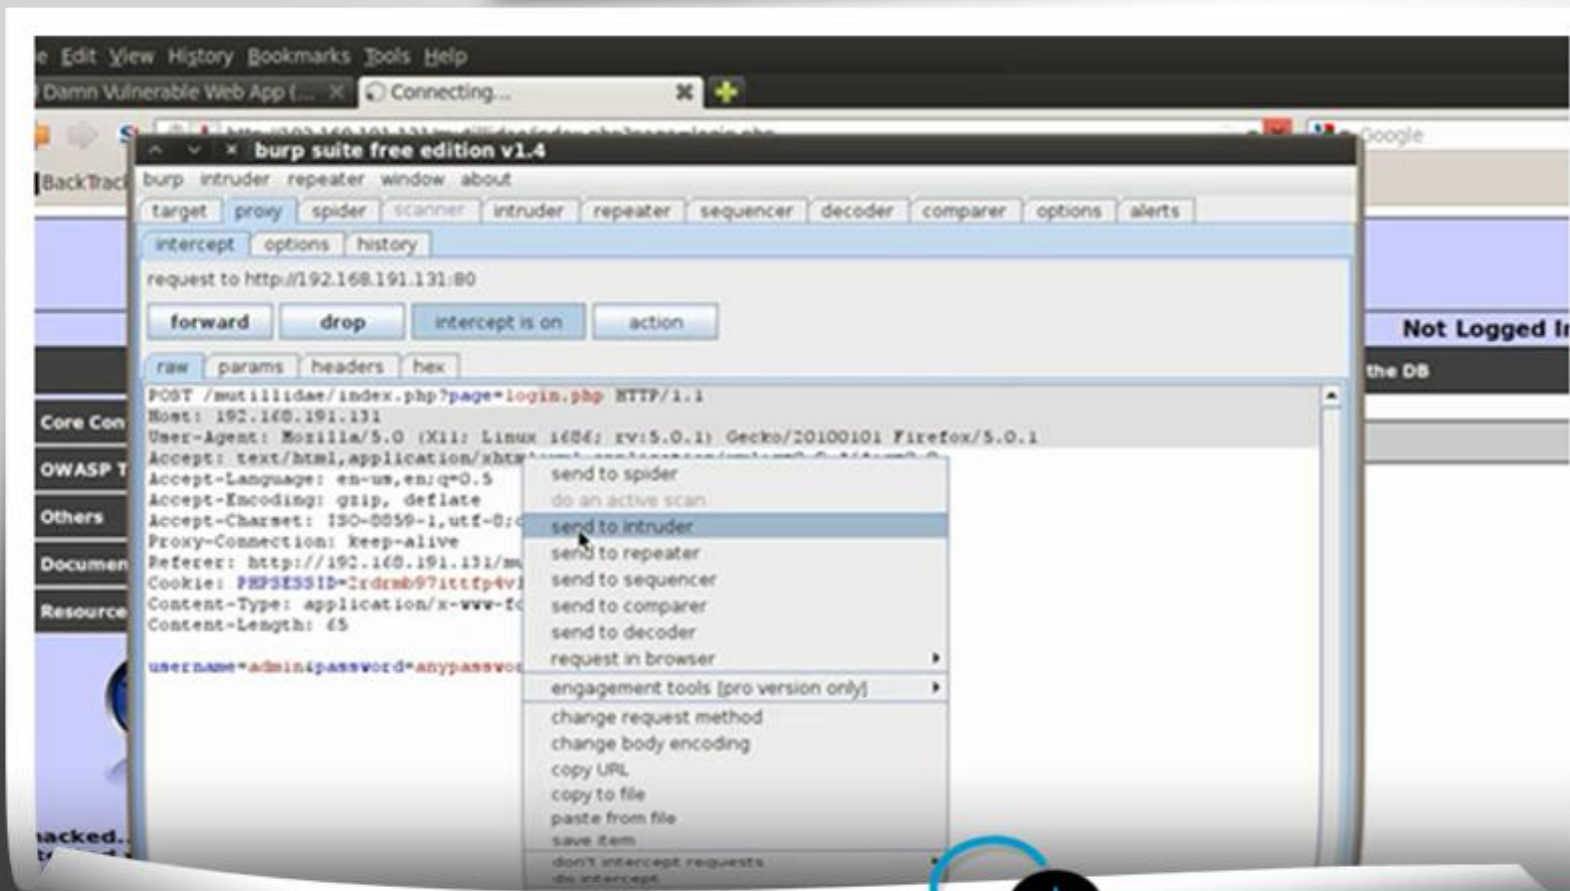 e Edit View History Bookmarks Tools Help
Damn Vulnerable Web App (... Connecting...
Google
burp suite free edition v1.4
BackTrac
burp intruder repeater window about
target proxy spider scanner intruder repeater sequencer decoder comparer options alerts
intercept options history
request to http://192.168.191.131:80
forward drop intercept is on action
Not Logged In
raw params headers hex
the DB
POST /mutillidae/index.php?page=login.php HTTP/1.1
Host: 192.168.191.131
User-Agent: Mozilla/5.0 (X11; Linux i686; rv:5.0.1) Gecko/20100101 Firefox/5.0.1
Core Con
Accept: text/html,application/xhtm
OWASP T
Accept-Language: en-us,en;q=0.5
Accept-Encoding: gzip, deflate
Others
Accept-Charset: ISO-8859-1,utf-8;
Proxy-Connection: keep-alive
Documen
Referer: http://192.168.191.131/mu
Cookie: PHPSESSID=
Resource
Content-Type: application/x-www-fo
Content-Length: 65
username=admin&password=anypasswor
send to spider
do an active scan
send to intruder
send to repeater
send to sequencer
send to comparer
send to decoder
request in browser
engagement tools [pro version only]
change request method
change body encoding
copy URL
copy to file
paste from file
save item
don't intercept requests
do intercept
hacked..